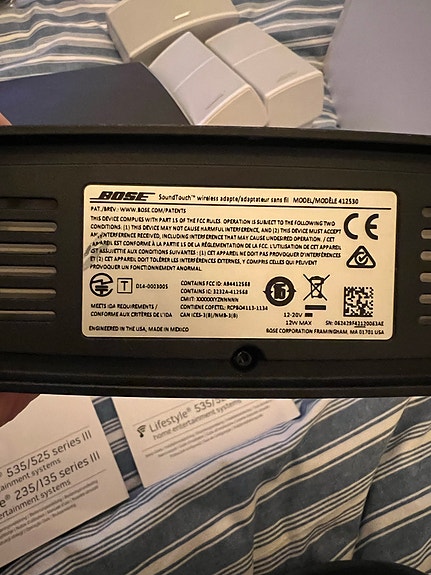 BOSE SoundTouch™ wireless adapter/adaptateur sans fil MODEL/MODÈLE 412530
PAT./BREV.: WWW.BOSE.COM/PATENTS
THIS DEVICE COMPLIES WITH PART 15 OF THE FCC RULES. OPERATION IS SUBJECT TO THE FOLLOWING TWO
CONDITIONS: (1) THIS DEVICE MAY NOT CAUSE HARMFUL INTERFERENCE, AND (2) THIS DEVICE MUST ACCEPT
ANY INTERFERENCE RECEIVED, INCLUDING INTERFERENCE THAT MAY CAUSE UNDESIRED OPERATION. / CET
APPAREIL EST CONFORME À LA PARTIE 15 DE LA RÉGLEMENTATION DE LA FCC. L'UTILISATION DE CET APPAREIL
EST ASSUJETTIE AUX CONDITIONS SUIVANTES : (1) CET APPAREIL NE DOIT PAS PROVOQUER D'INTERFÉRENCES
ET (2) CET APPAREIL DOIT TOLÉRER LES INTERFÉRENCES EXTERNES, Y COMPRIS CELLES POUVANT
PROVOQUER UN FONCTIONNEMENT ANORMAL.
CE
T D14-0003005
MEETS IDA REQUIREMENTS /
CONFORME AUX CRITÈRES DE L'IDA
CONTAINS FCC ID: A94412568
CONTAINS IC: 3232A-412568
CMIIT: XXXXXXYZNNNNN
CONTIENT COFETEL: RCPBO4113-1134
CAN ICES-3(B)/NMB-3(B)
12-20V
12W MAX
SN: 062429F42120063AE
ENGINEERED IN THE USA, MADE IN MEXICO
BOSE CORPORATION FRAMINGHAM, MA 01701 USA
535/525 series III
entertainment systems
235/135 series III
entertainment systems
Lifestyle® 535/
home entertainment